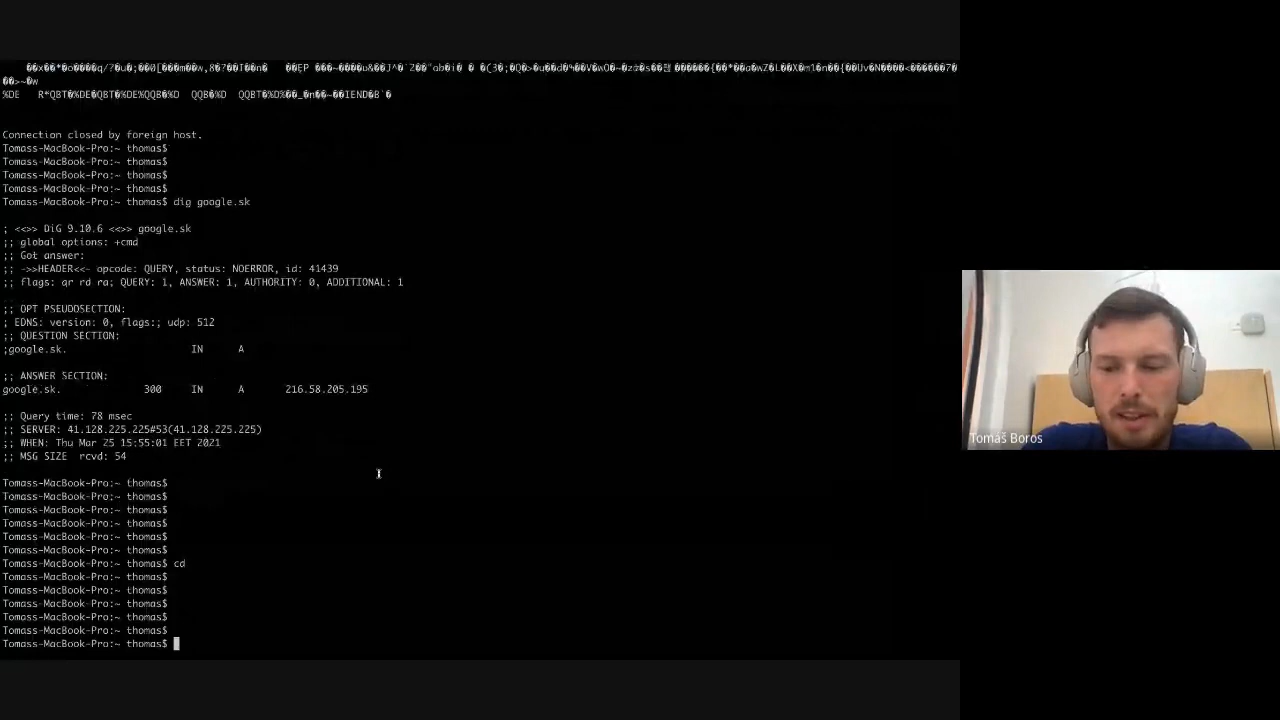 Connection closed by foreign host.
Tomass-MacBook-Pro:~ thomas$
Tomass-MacBook-Pro:~ thomas$
Tomass-MacBook-Pro:~ thomas$
Tomass-MacBook-Pro:~ thomas$
Tomass-MacBook-Pro:~ thomas$ dig google.sk
; <<>> DiG 9.10.6 <<>> google.sk
;; global options: +cmd
;; Got answer:
;; ->>HEADER<<- opcode: QUERY, status: NOERROR, id: 41439
;; flags: qr rd ra; QUERY: 1, ANSWER: 1, AUTHORITY: 0, ADDITIONAL: 1
;; OPT PSEUDOSECTION:
; EDNS: version: 0, flags:; udp: 512
;; QUESTION SECTION:
;google.sk. IN A
;; ANSWER SECTION:
google.sk. 300 IN A 216.58.205.195
;; Query time: 78 msec
;; SERVER: 41.128.225.225#53(41.128.225.225)
;; WHEN: Thu Mar 25 15:55:01 EET 2021
;; MSG SIZE rcvd: 54
Tomass-MacBook-Pro:~ thomas$
Tomass-MacBook-Pro:~ thomas$
Tomass-MacBook-Pro:~ thomas$
Tomass-MacBook-Pro:~ thomas$
Tomass-MacBook-Pro:~ thomas$
Tomass-MacBook-Pro:~ thomas$
Tomass-MacBook-Pro:~ thomas$ cd
Tomass-MacBook-Pro:~ thomas$
Tomass-MacBook-Pro:~ thomas$
Tomass-MacBook-Pro:~ thomas$
Tomass-MacBook-Pro:~ thomas$
Tomass-MacBook-Pro:~ thomas$
Tomass-MacBook-Pro:~ thomas$
Tomáš Boros